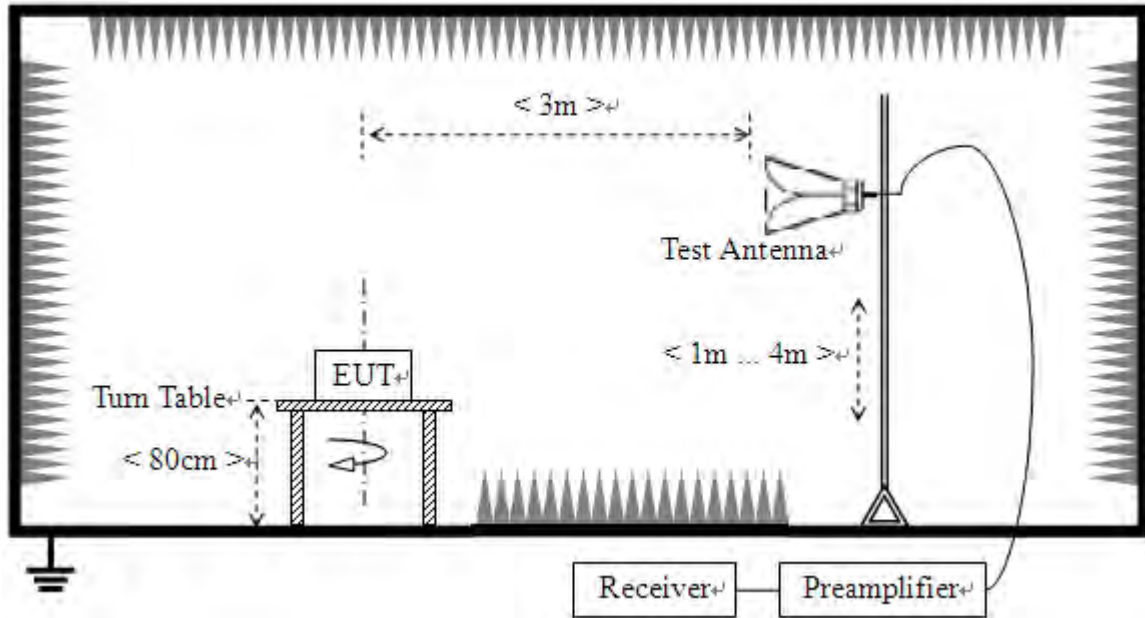 < 3m >
Test Antenna
< 1m ... 4m >
EUT
Turn Table
< 80cm >
Receiver
Preamplifier